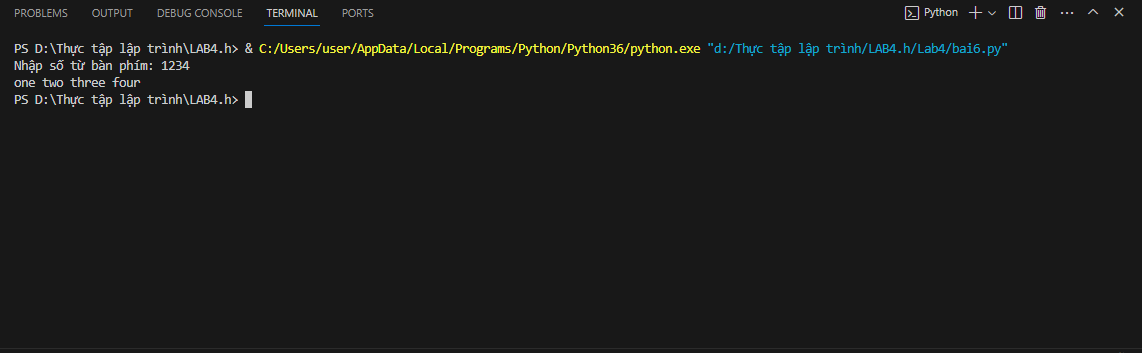 PROBLEMS OUTPUT DEBUG CONSOLE TERMINAL PORTS Python
PS D:\Thực tập lập trình\LAB4.h> & C:/Users/user/AppData/Local/Programs/Python/Python36/python.exe "d:/Thực tập lập trình/LAB4.h/Lab4/bai6.py"
Nhập số từ bàn phím: 1234
one two three four
PS D:\Thực tập lập trình\LAB4.h>